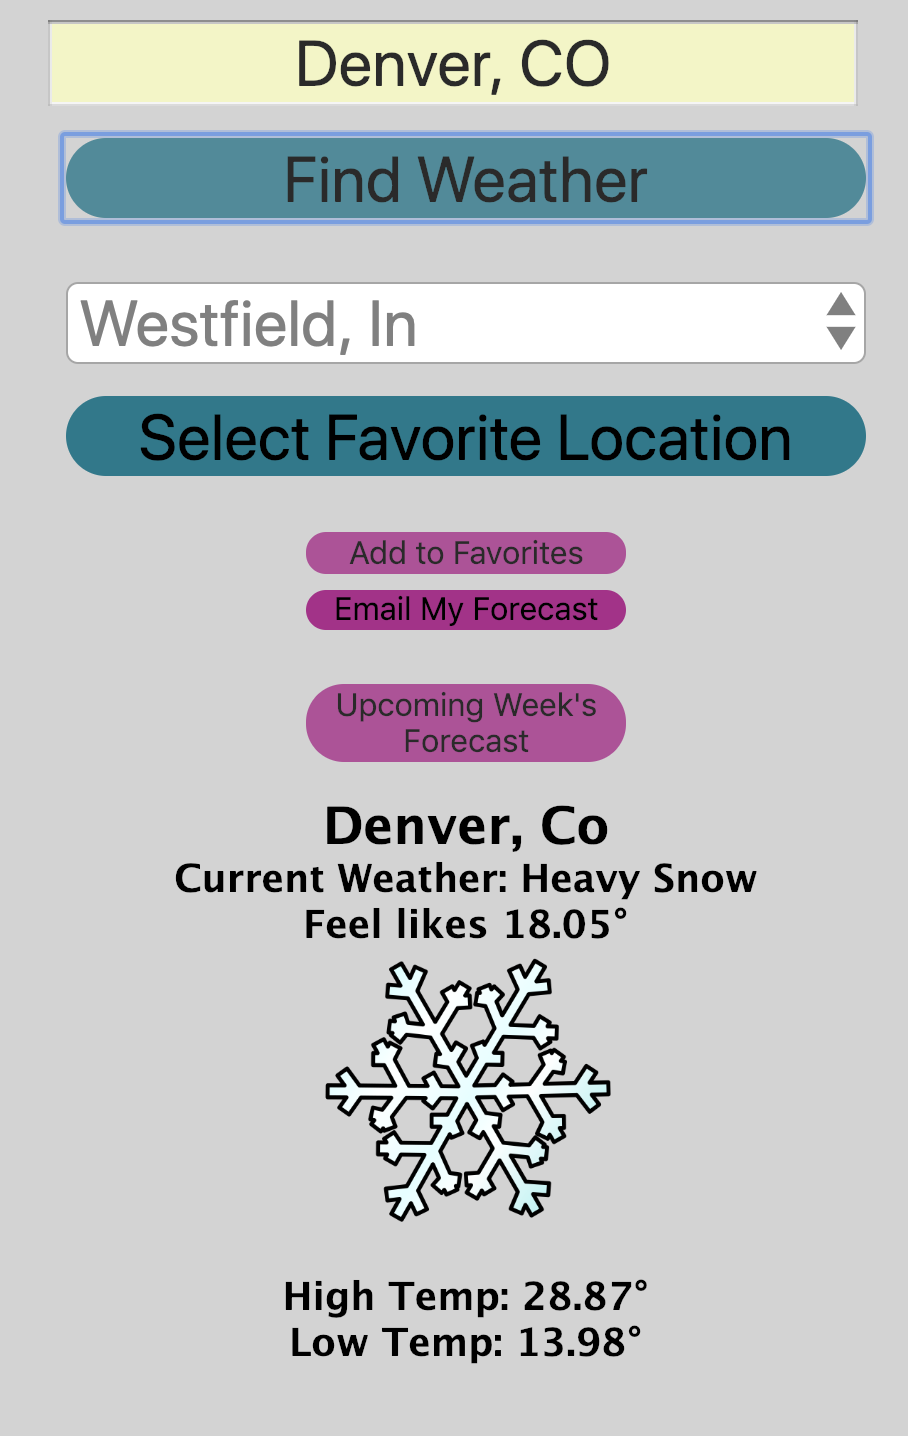 Denver, CO
Find Weather
Westfield, In
Select Favorite Location
Add to Favorites
Email My Forecast
Upcoming Week's
Forecast
Denver, Co
Current Weather: Heavy Snow
Feel likes 18.05°
High Temp: 28.87°
Low Temp: 13.98°